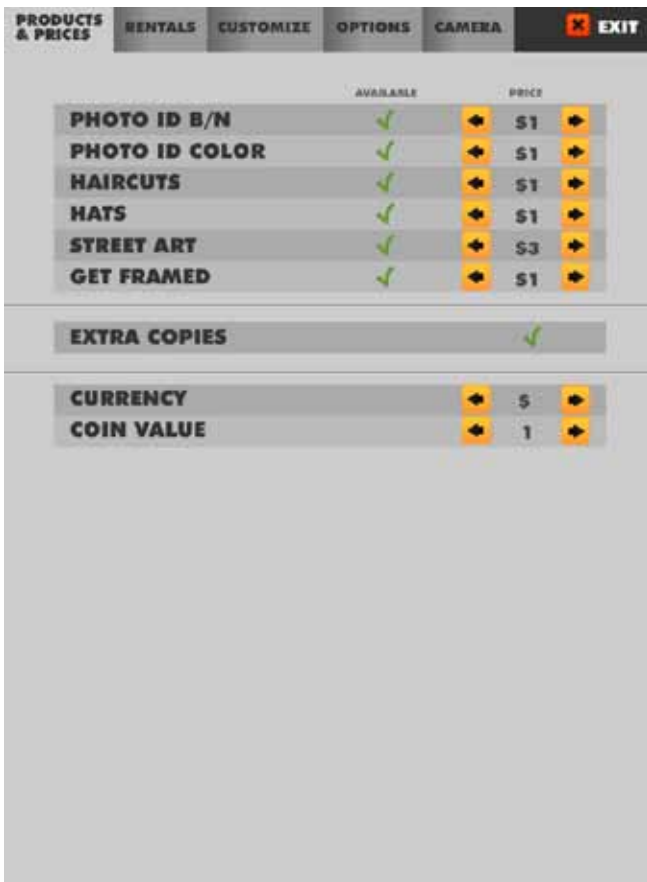 PRODUCTS & PRICES RENTALS CUSTOMIZE OPTIONS CAMERA EXIT
AVAILABLE PRICE
PHOTO ID B/N $1
PHOTO ID COLOR $1
HAIRCUTS $1
HATS $1
STREET ART $3
GET FRAMED $1
EXTRA COPIES
CURRENCY $
COIN VALUE 1